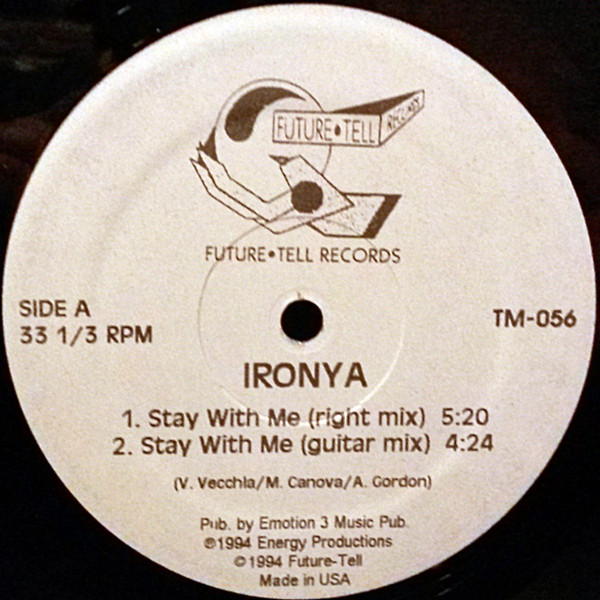 FUTURE•TELL RECORDS
FUTURE•TELL RECORDS
SIDE A
33 1/3 RPM
TM-056
IRONYA
1. Stay With Me (right mix) 5:20
2. Stay With Me (guitar mix) 4:24
(V. Vecchla/M. Canova/A. Gordon)
Pub. by Emotion 3 Music Pub.
℗1994 Energy Productions
©1994 Future-Tell
Made in USA